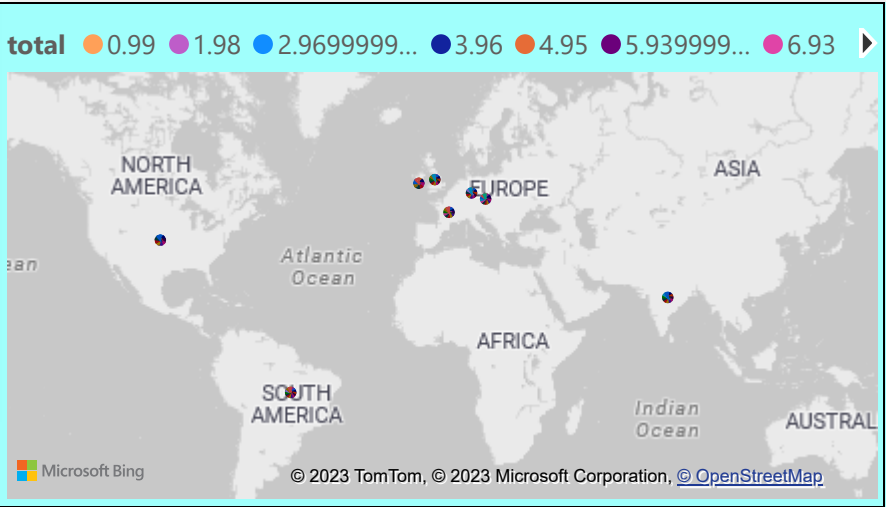 total 0.99 1.98 2.9699999... 3.96 4.95 5.939999... 6.93
NORTH
AMERICA
EUROPE
ASIA
Atlantic
Ocean
ean
AFRICA
SOUTH
AMERICA
Indian
Ocean
AUSTRAL
Microsoft Bing
© 2023 TomTom, © 2023 Microsoft Corporation, © OpenStreetMap